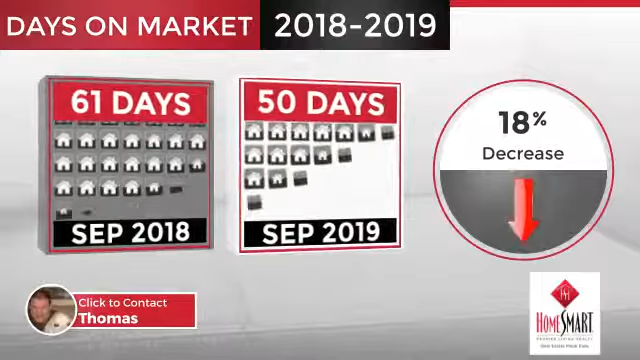 DAYS ON MARKET 2018-2019
61 DAYS
SEP 2018
50 DAYS
SEP 2019
18%
Decrease
Click to Contact
Thomas
HOMESMART